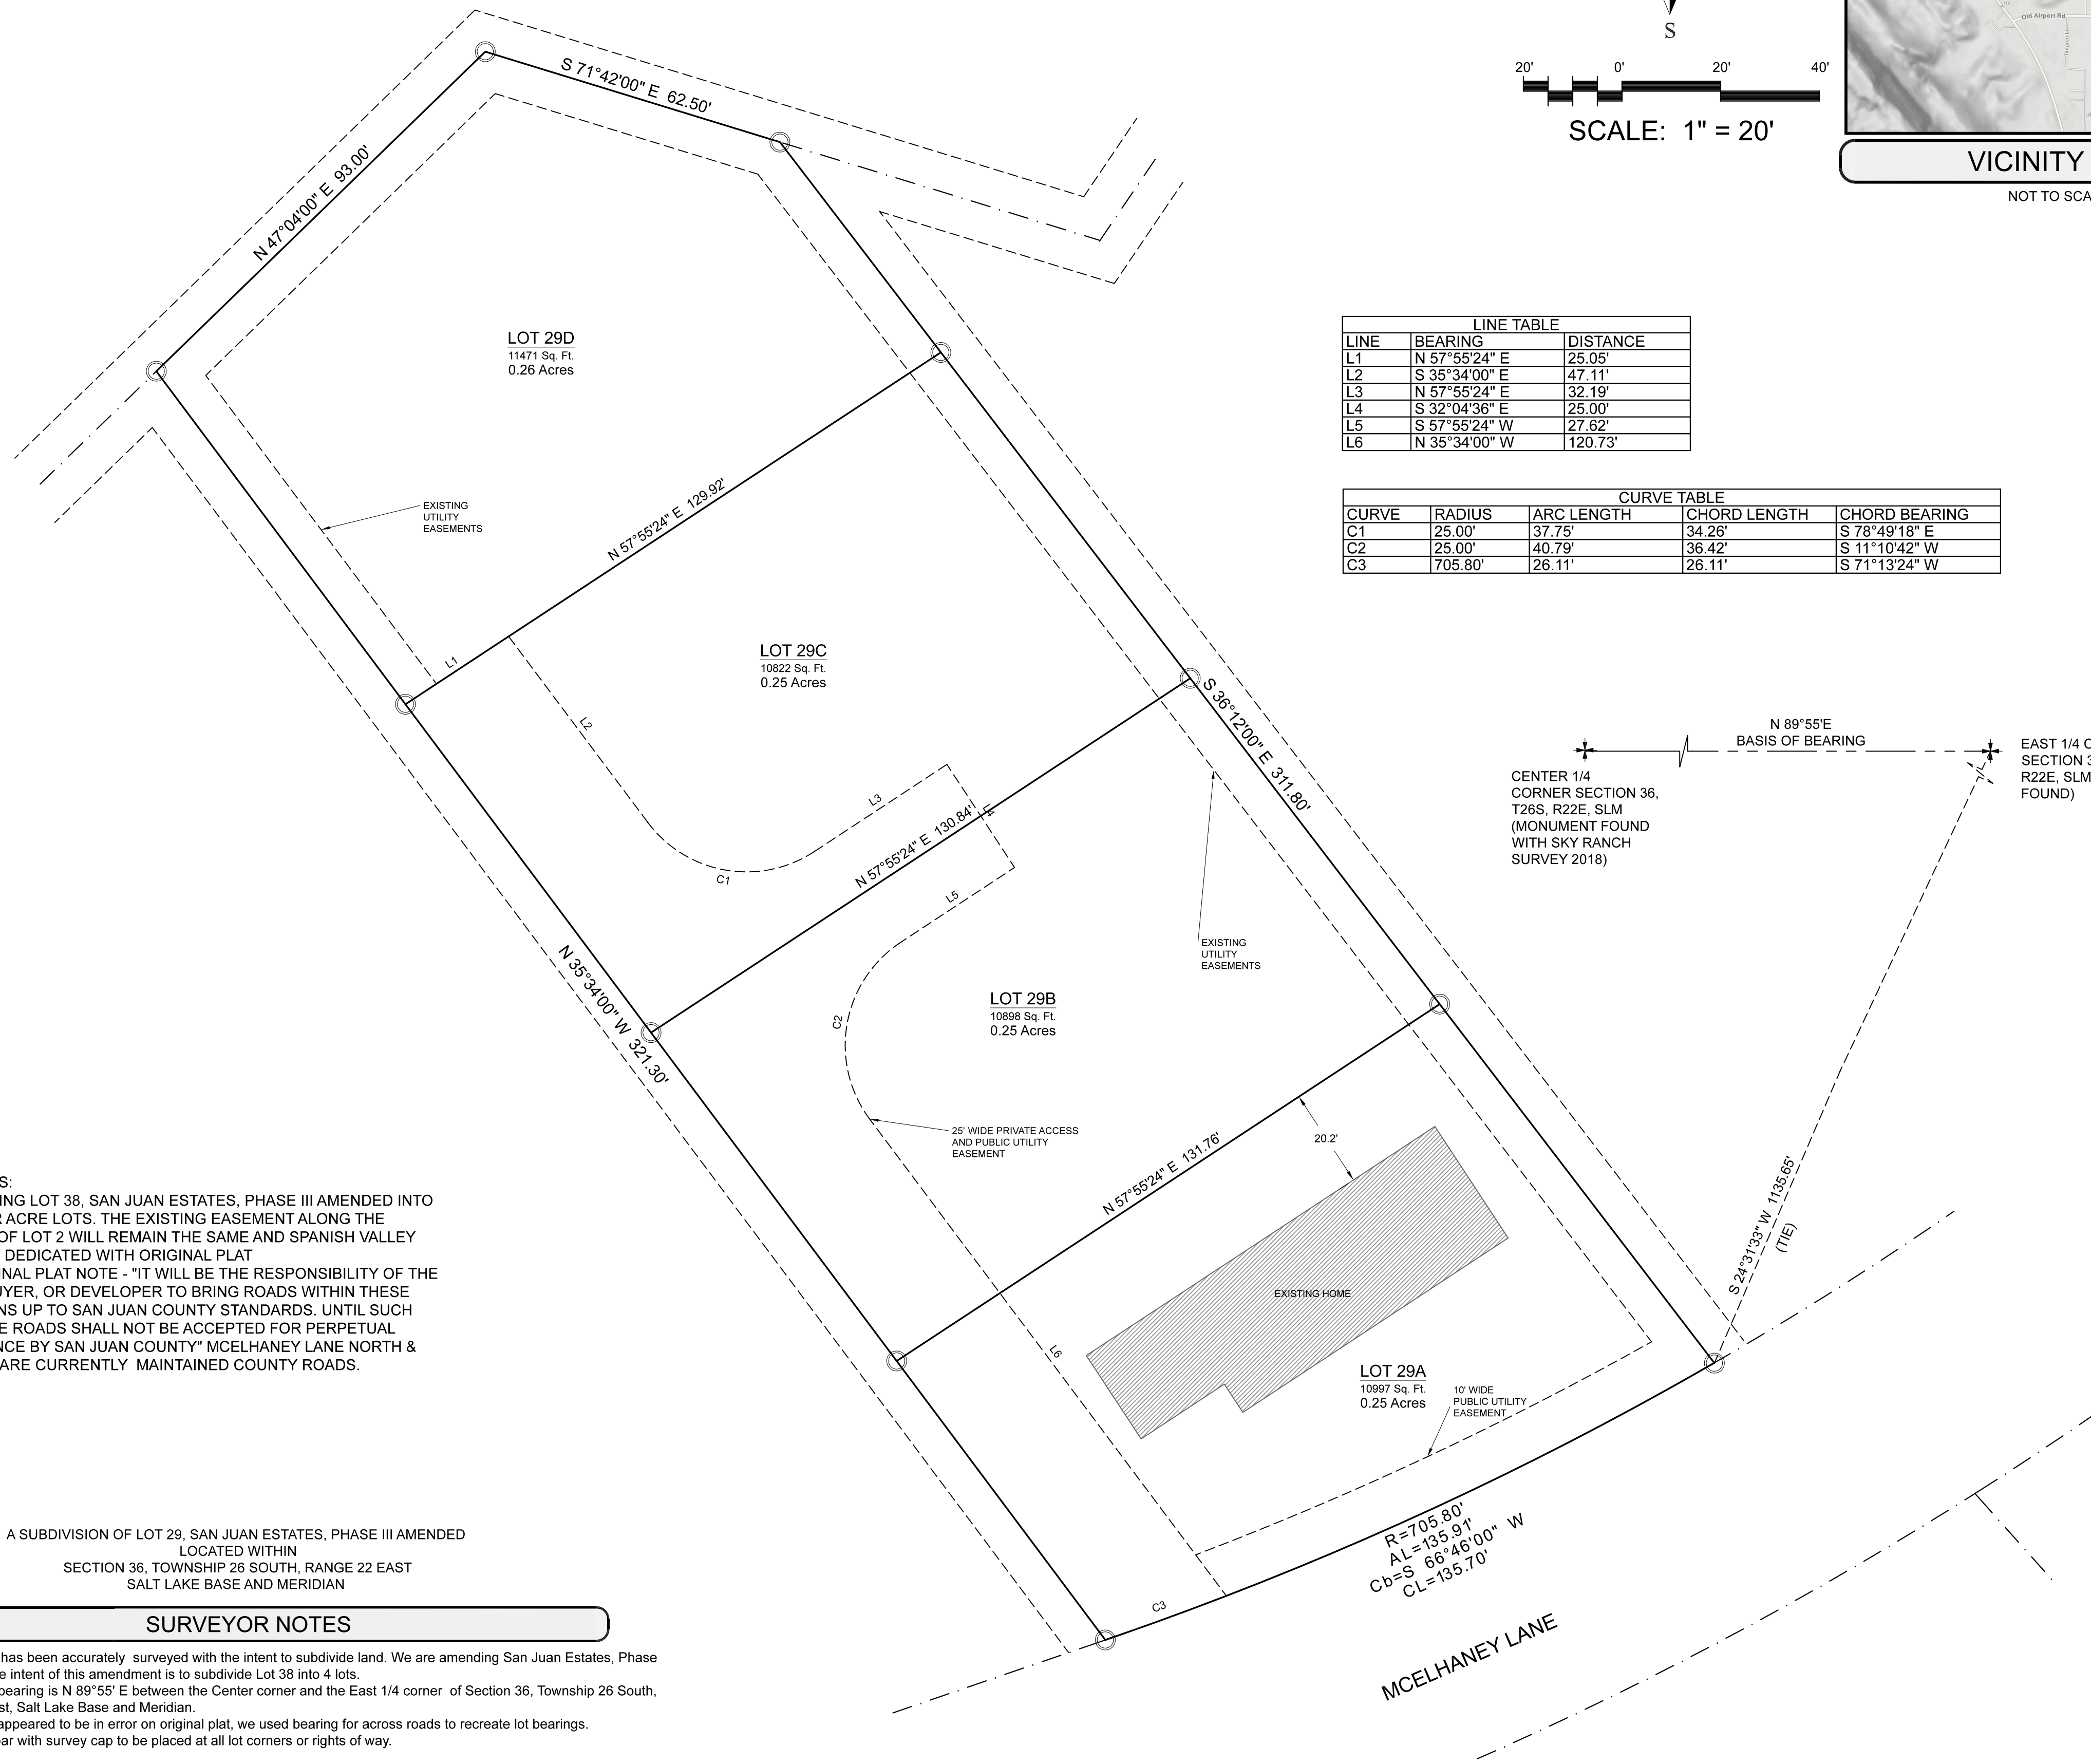 S
20' 0' 20' 40'
SCALE: 1" = 20'
Old Airport Rd
VICINITY
NOT TO SCA
S 71°42'00" E 62.50'
N 47°04'00" E 93.00'
LOT 29D
11471 Sq. Ft.
0.26 Acres
EXISTING
UTILITY
EASEMENTS
N 57°55'24" E 129.92'
L1
L2
LOT 29C
10822 Sq. Ft.
0.25 Acres
L3
L4
C1
N 57°55'24" E 130.84'
S 36°12'00" E 311.80'
L5
EXISTING
UTILITY
EASEMENTS
N 35°34'00" W 321.30'
C2
LOT 29B
10898 Sq. Ft.
0.25 Acres
25' WIDE PRIVATE ACCESS
AND PUBLIC UTILITY
EASEMENT
N 57°55'24" E 131.76'
20.2'
EXISTING HOME
L6
LOT 29A
10997 Sq. Ft.
0.25 Acres
10' WIDE
PUBLIC UTILITY
EASEMENT
C3
R=705.80'
AL=135.91'
Cb=S 66°46'00" W
CL=135.70'
MCELHANEY LANE
LINE TABLE
LINE BEARING DISTANCE
L1 N 57°55'24" E 25.05'
L2 S 35°34'00" E 47.11'
L3 N 57°55'24" E 32.19'
L4 S 32°04'36" E 25.00'
L5 S 57°55'24" W 27.62'
L6 N 35°34'00" W 120.73'
CURVE TABLE
CURVE RADIUS ARC LENGTH CHORD LENGTH CHORD BEARING
C1 25.00' 37.75' 34.26' S 78°49'18" E
C2 25.00' 40.79' 36.42' S 11°10'42" W
C3 705.80' 26.11' 26.11' S 71°13'24" W
N 89°55'E
BASIS OF BEARING
CENTER 1/4
CORNER SECTION 36,
T26S, R22E, SLM
(MONUMENT FOUND
WITH SKY RANCH
SURVEY 2018)
EAST 1/4 C
SECTION 3
R22E, SLM
FOUND)
S 24°31'33" W 1135.65'
(TIE)
S:
ING LOT 38, SAN JUAN ESTATES, PHASE III AMENDED INTO
R ACRE LOTS. THE EXISTING EASEMENT ALONG THE
OF LOT 2 WILL REMAIN THE SAME AND SPANISH VALLEY
DEDICATED WITH ORIGINAL PLAT
INAL PLAT NOTE - "IT WILL BE THE RESPONSIBILITY OF THE
UYER, OR DEVELOPER TO BRING ROADS WITHIN THESE
NS UP TO SAN JUAN COUNTY STANDARDS. UNTIL SUCH
E ROADS SHALL NOT BE ACCEPTED FOR PERPETUAL
NCE BY SAN JUAN COUNTY" MCELHANEY LANE NORTH &
ARE CURRENTLY MAINTAINED COUNTY ROADS.
A SUBDIVISION OF LOT 29, SAN JUAN ESTATES, PHASE III AMENDED
LOCATED WITHIN
SECTION 36, TOWNSHIP 26 SOUTH, RANGE 22 EAST
SALT LAKE BASE AND MERIDIAN
SURVEYOR NOTES
has been accurately surveyed with the intent to subdivide land. We are amending San Juan Estates, Phase
e intent of this amendment is to subdivide Lot 38 into 4 lots.
bearing is N 89°55' E between the Center corner and the East 1/4 corner of Section 36, Township 26 South,
st, Salt Lake Base and Meridian.
appeared to be in error on original plat, we used bearing for across roads to recreate lot bearings.
ar with survey cap to be placed at all lot corners or rights of way.